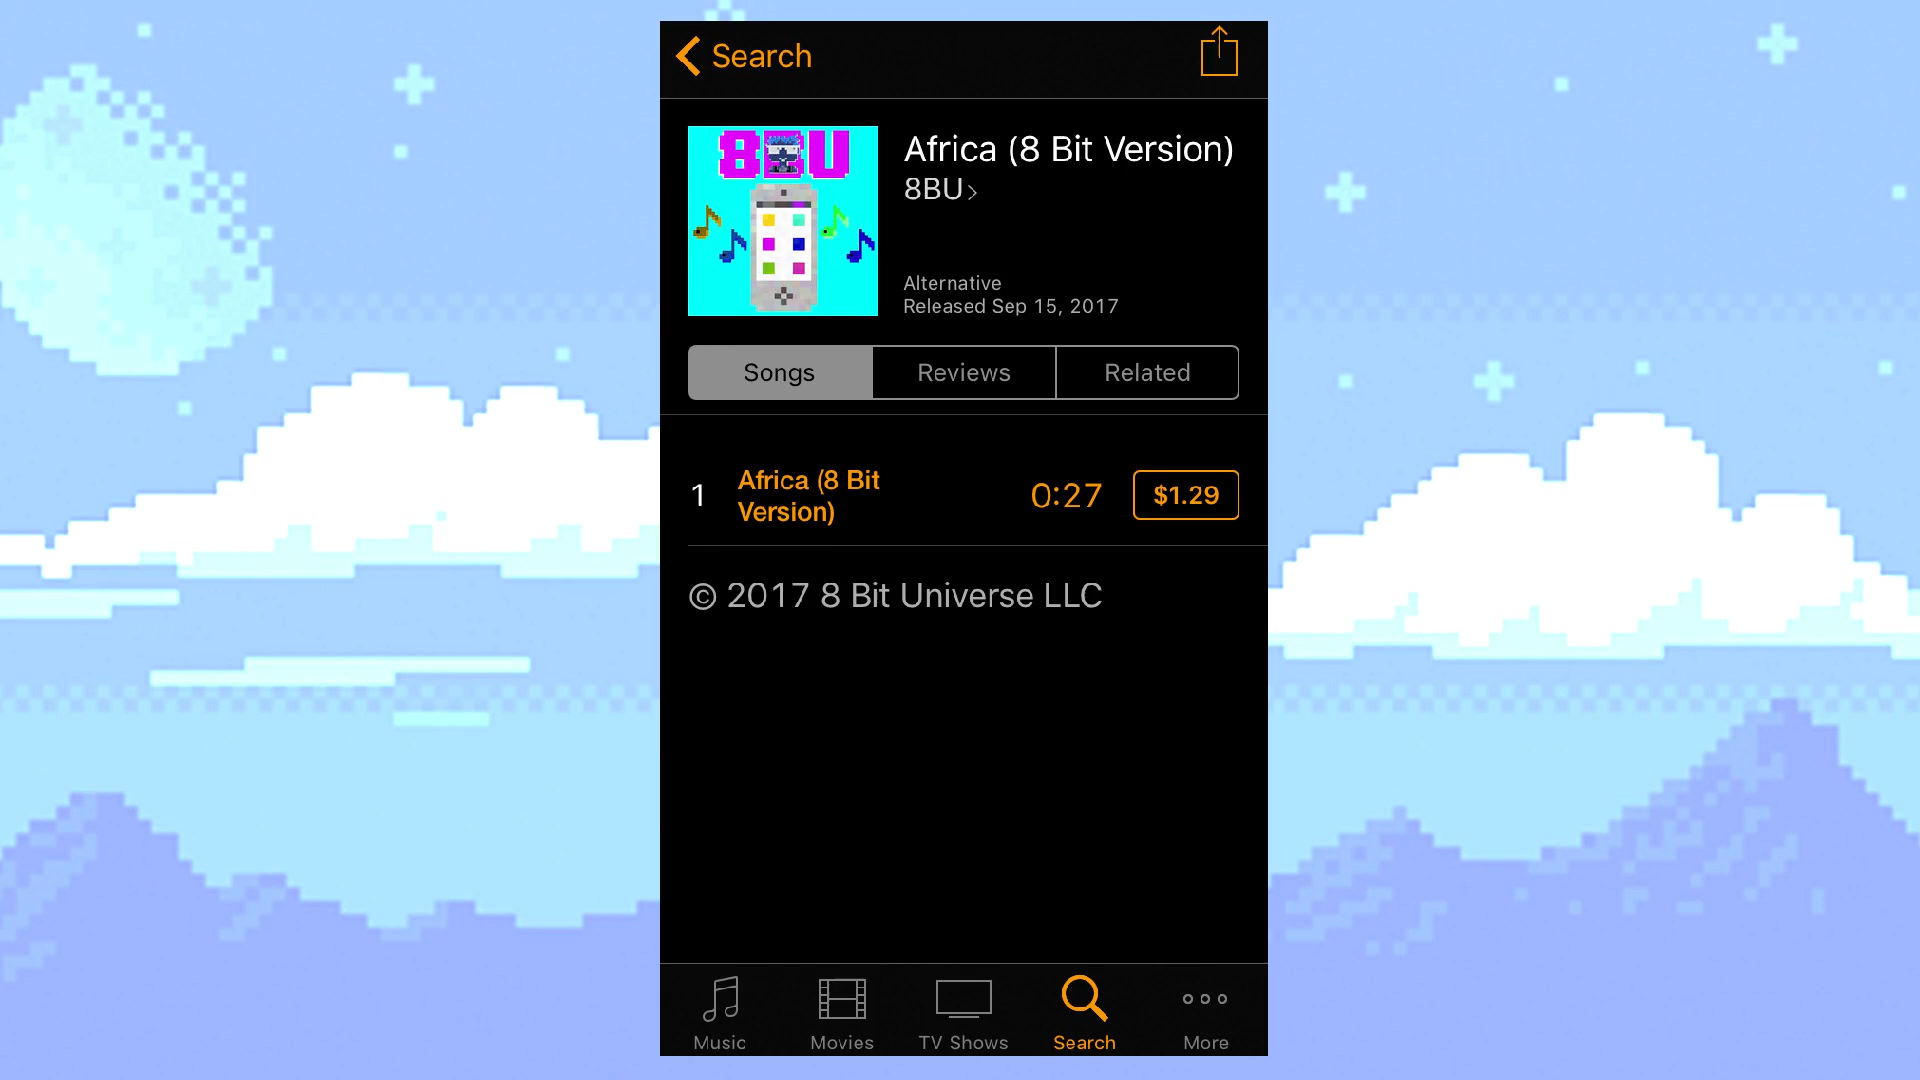 Search
8BU
Africa (8 Bit Version)
8BU
Alternative
Released Sep 15, 2017
Songs
Reviews
Related
1
Africa (8 Bit
Version)
0:27
$1.29
© 2017 8 Bit Universe LLC
Music
Movies
TV Shows
Search
More